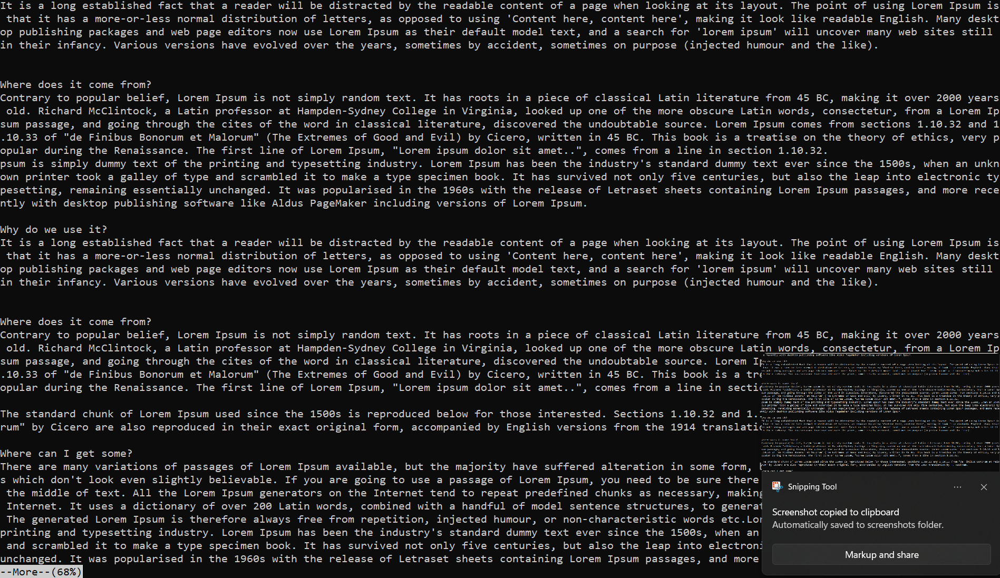 It is a long established fact that a reader will be distracted by the readable content of a page when looking at its layout. The point of using Lorem Ipsum is
 that it has a more-or-less normal distribution of letters, as opposed to using 'Content here, content here', making it look like readable English. Many deskt
op publishing packages and web page editors now use Lorem Ipsum as their default model text, and a search for 'lorem ipsum' will uncover many web sites still
in their infancy. Various versions have evolved over the years, sometimes by accident, sometimes on purpose (injected humour and the like).

Where does it come from?
Contrary to popular belief, Lorem Ipsum is not simply random text. It has roots in a piece of classical Latin literature from 45 BC, making it over 2000 years
 old. Richard McClintock, a Latin professor at Hampden-Sydney College in Virginia, looked up one of the more obscure Latin words, consectetur, from a Lorem Ip
sum passage, and going through the cites of the word in classical literature, discovered the undoubtable source. Lorem Ipsum comes from sections 1.10.32 and 1
.10.33 of "de Finibus Bonorum et Malorum" (The Extremes of Good and Evil) by Cicero, written in 45 BC. This book is a treatise on the theory of ethics, very p
opular during the Renaissance. The first line of Lorem Ipsum, "Lorem ipsum dolor sit amet..", comes from a line in section 1.10.32.
psum is simply dummy text of the printing and typesetting industry. Lorem Ipsum has been the industry's standard dummy text ever since the 1500s, when an unkn
own printer took a galley of type and scrambled it to make a type specimen book. It has survived not only five centuries, but also the leap into electronic ty
pesetting, remaining essentially unchanged. It was popularised in the 1960s with the release of Letraset sheets containing Lorem Ipsum passages, and more rece
ntly with desktop publishing software like Aldus PageMaker including versions of Lorem Ipsum.

Why do we use it?
It is a long established fact that a reader will be distracted by the readable content of a page when looking at its layout. The point of using Lorem Ipsum is
 that it has a more-or-less normal distribution of letters, as opposed to using 'Content here, content here', making it look like readable English. Many deskt
op publishing packages and web page editors now use Lorem Ipsum as their default model text, and a search for 'lorem ipsum' will uncover many web sites still
in their infancy. Various versions have evolved over the years, sometimes by accident, sometimes on purpose (injected humour and the like).

Where does it come from?
Contrary to popular belief, Lorem Ipsum is not simply random text. It has roots in a piece of classical Latin literature from 45 BC, making it over 2000 years
 old. Richard McClintock, a Latin professor at Hampden-Sydney College in Virginia, looked up one of the more obscure Latin words, consectetur, from a Lorem Ip
sum passage, and going through the cites of the word in classical literature, discovered the undoubtable source. Lorem I
.10.33 of "de Finibus Bonorum et Malorum" (The Extremes of Good and Evil) by Cicero, written in 45 BC. This book is a tre
opular during the Renaissance. The first line of Lorem Ipsum, "Lorem ipsum dolor sit amet..", comes from a line in secti

The standard chunk of Lorem Ipsum used since the 1500s is reproduced below for those interested. Sections 1.10.32 and 1.
rum" by Cicero are also reproduced in their exact original form, accompanied by English versions from the 1914 translati

Where can I get some?
There are many variations of passages of Lorem Ipsum available, but the majority have suffered alteration in some form,
s which don't look even slightly believable. If you are going to use a passage of Lorem Ipsum, you need to be sure there
 the middle of text. All the Lorem Ipsum generators on the Internet tend to repeat predefined chunks as necessary, making
 Internet. It uses a dictionary of over 200 Latin words, combined with a handful of model sentence structures, to generat
 The generated Lorem Ipsum is therefore always free from repetition, injected humour, or non-characteristic words etc.Lor
printing and typesetting industry. Lorem Ipsum has been the industry's standard dummy text ever since the 1500s, when an
 and scrambled it to make a type specimen book. It has survived not only five centuries, but also the leap into electroni
unchanged. It was popularised in the 1960s with the release of Letraset sheets containing Lorem Ipsum passages, and more
--More--(68%)
Snipping Tool
Screenshot copied to clipboard
Automatically saved to screenshots folder.
Markup and share